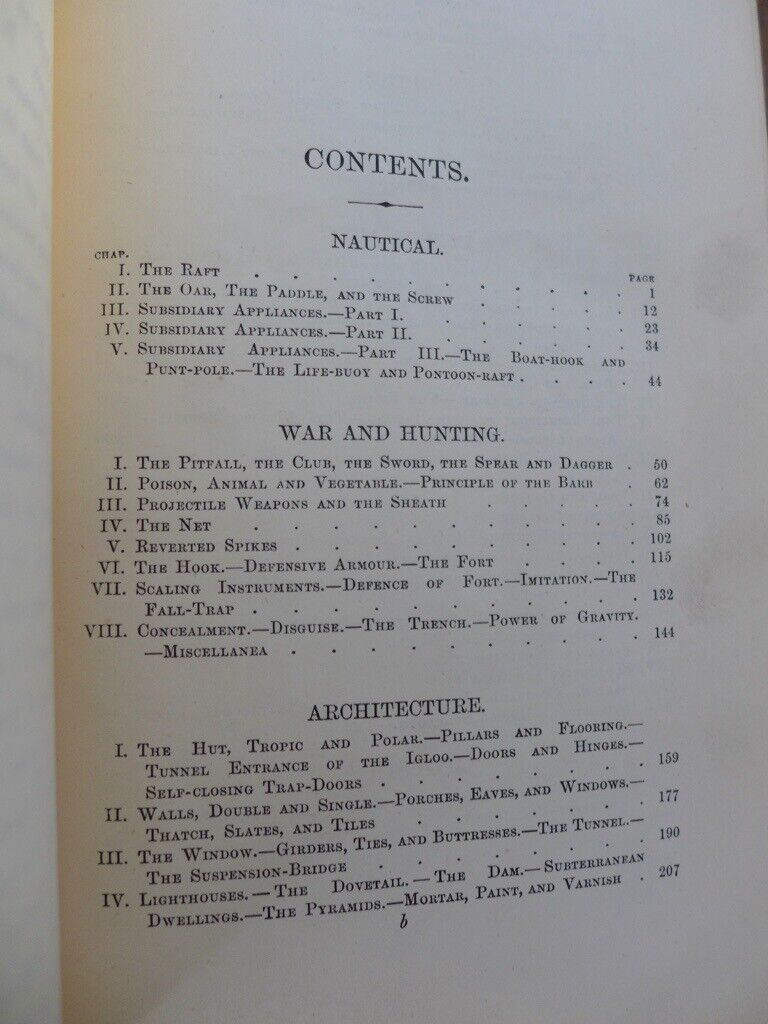 CONTENTS.
NAUTICAL.
CHAP. PAGE
I. The Raft . . . . . . . . . . 1
II. The Oar, The Paddle, and the Screw . . . . . 12
III. Subsidiary Appliances.—Part I. . . . . . 23
IV. Subsidiary Appliances.—Part II. . . . . . 34
V. Subsidiary Appliances.—Part III.—The Boat-hook and
Punt-pole.—The Life-buoy and Pontoon-raft . . . . 44
WAR AND HUNTING.
I. The Pitfall, the Club, the Sword, the Spear and Dagger . 50
II. Poison, Animal and Vegetable.—Principle of the Barb . 62
III. Projectile Weapons and the Sheath . . . . . 74
IV. The Net . . . . . . . . . . 85
V. Reverted Spikes . . . . . . . . . 102
VI. The Hook.—Defensive Armour.—The Fort . . . . 115
VII. Scaling Instruments.—Defence of Fort.—Imitation.—The
Fall-Trap . . . . . . . . . . 132
VIII. Concealment.—Disguise.—The Trench.—Power of Gravity.
—Miscellanea . . . . . . . . . 144
ARCHITECTURE.
I. The Hut, Tropic and Polar.—Pillars and Flooring.—
Tunnel Entrance of the Igloo.—Doors and Hinges.—
Self-closing Trap-Doors . . . . . . . 159
II. Walls, Double and Single.—Porches, Eaves, and Windows.—
Thatch, Slates, and Tiles . . . . . . 177
III. The Window.—Girders, Ties, and Buttresses.—The Tunnel.—
The Suspension-Bridge . . . . . . . 190
IV. Lighthouses.—The Dovetail.—The Dam.—Subterranean
Dwellings.—The Pyramids.—Mortar, Paint, and Varnish . 207
b